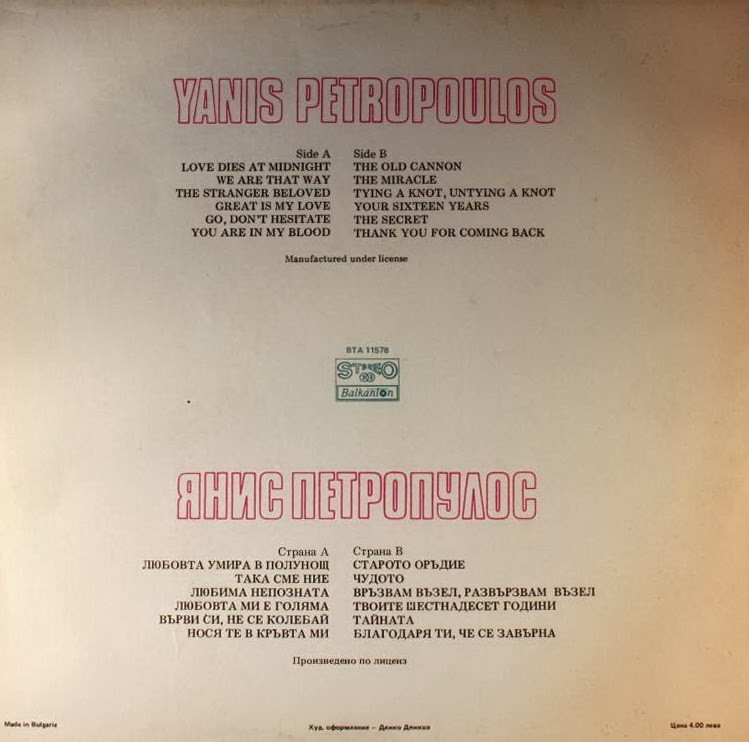 YANIS PETROPOULOS
Side A
LOVE DIES AT MIDNIGHT
WE ARE THAT WAY
THE STRANGER BELOVED
GREAT IS MY LOVE
GO, DON'T HESITATE
YOU ARE IN MY BLOOD
Side B
THE OLD CANNON
THE MIRACLE
TYING A KNOT, UNTYING A KNOT
YOUR SIXTEEN YEARS
THE SECRET
THANK YOU FOR COMING BACK
Manufactured under license
BTA 11578
STEREO
Balkanton
ЯНИС ПЕТРОПУЛОС
Страна А
ЛЮБОВТА УМИРА В ПОЛУНОЩ
ТАКА СМЕ НИЕ
ЛЮБИМА НЕПОЗНАТА
ЛЮБОВТА МИ Е ГОЛЯМА
ВЪРВИ СИ, НЕ СЕ КОЛЕБАЙ
НОСЯ ТЕ В КРЪВТА МИ
Страна В
СТАРОТО ОРЪДИЕ
ЧУДОТО
ВРЪЗВАМ ВЪЗЕЛ, РАЗВЪРЗВАМ ВЪЗЕЛ
ТВОИТЕ ШЕСТНАДЕСЕТ ГОДИНИ
ТАЙНАТА
БЛАГОДАРЯ ТИ, ЧЕ СЕ ЗАВЪРНА
Произведено по лиценз
Made in Bulgaria
Худ. оформление –
Цена 4.00 лева